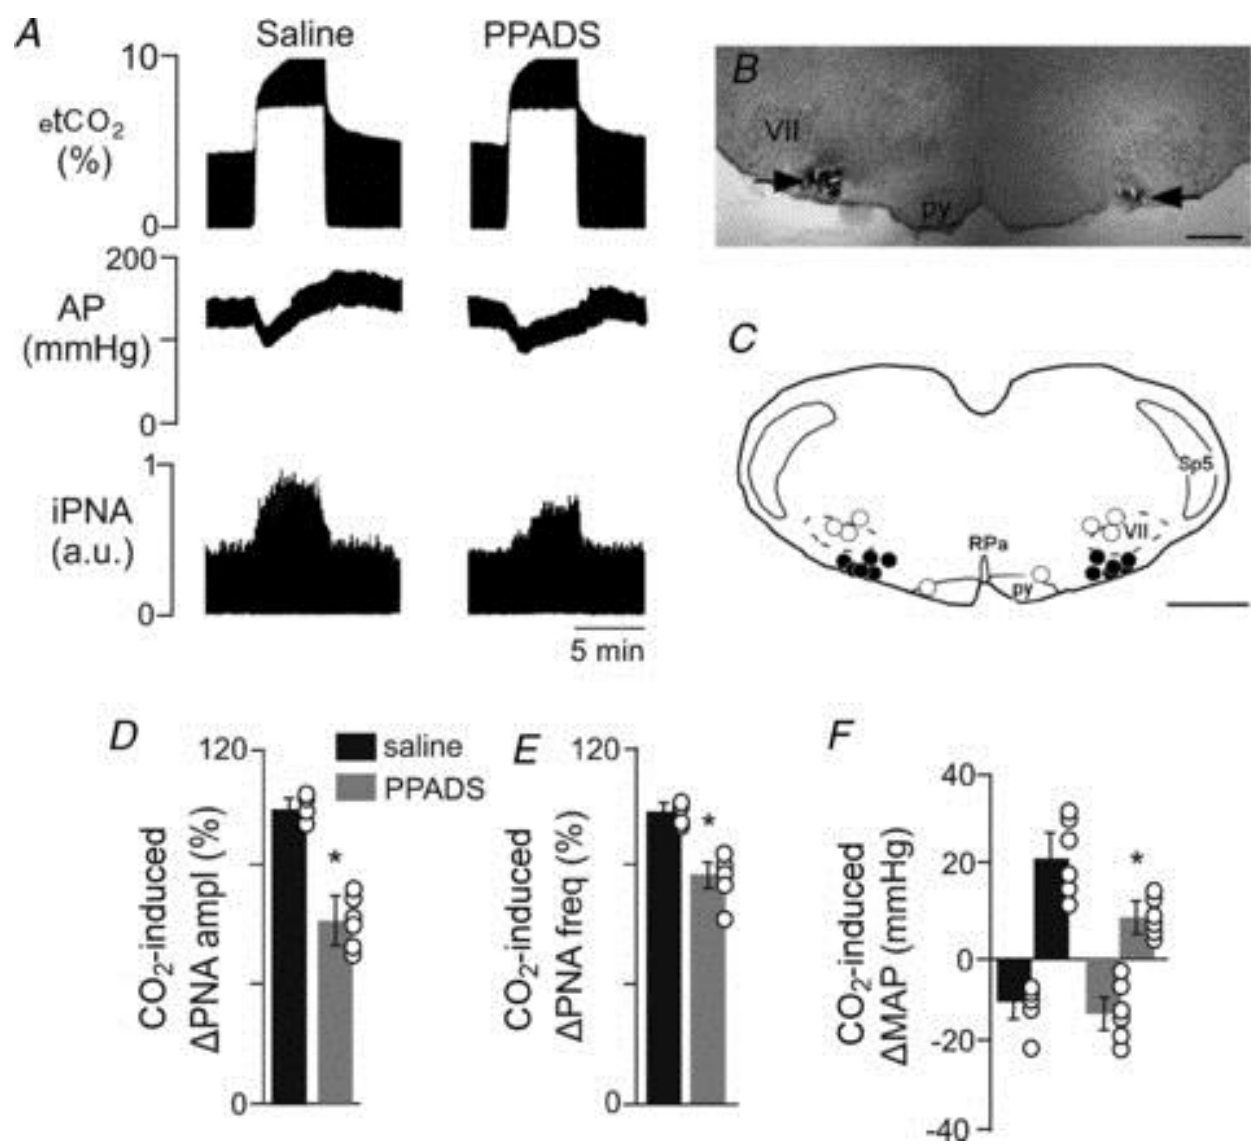 A
Saline
PPADS
10
etCO2
(%)
0
200
AP
(mmHg)
0
1
iPNA
(a.u.)
0
5 min
B
VII
py
C
Sp5
VII
RPa
py
D
120
saline
PPADS
CO2-induced
ΔPNA ampl (%)
*
0
E
120
CO2-induced
ΔPNA freq (%)
*
0
F
40
20
0
-20
-40
CO2-induced
ΔMAP (mmHg)
*